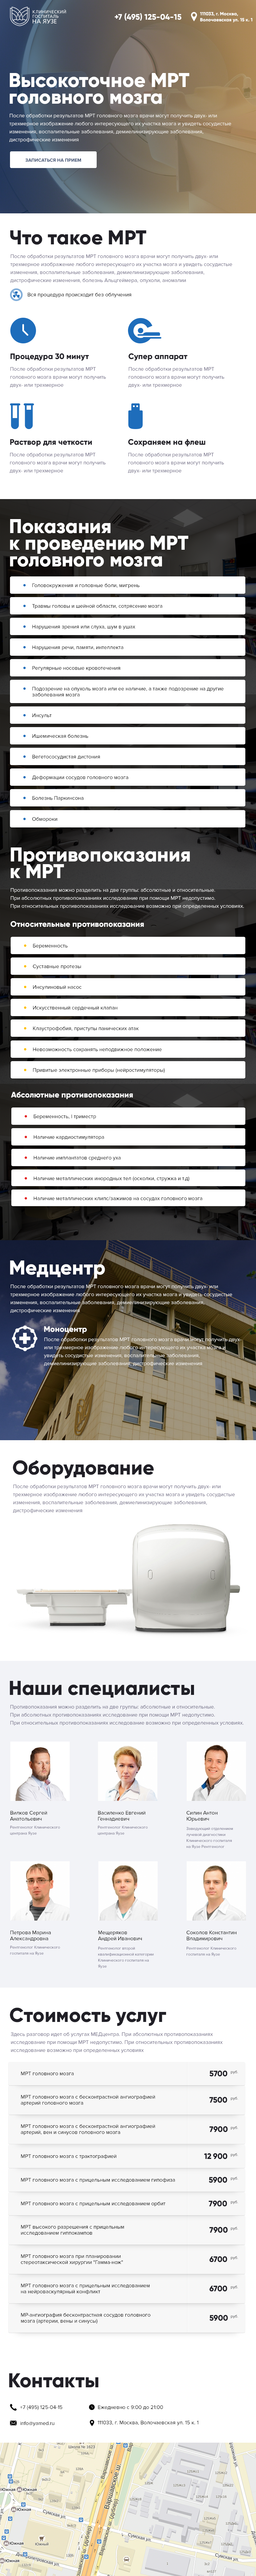 КЛИНИЧЕСКИЙ
ГОСПИТАЛЬ
НА ЯУЗЕ
+7 (495) 125-04-15
111033, г. Москва,
Волочаевская ул. 15 к. 1
Высокоточное МРТ
головного мозга
После обработки результатов МРТ головного мозга врачи могут получить двух- или
трехмерное изображение любого интересующего их участка мозга и увидеть сосудистые
изменения, воспалительные заболевания, демиелинизирующие заболевания,
дистрофические изменения
ЗАПИСАТЬСЯ НА ПРИЕМ
Что такое МРТ
После обработки результатов МРТ головного мозга врачи могут получить двух- или
трехмерное изображение любого интересующего их участка мозга и увидеть сосудистые
изменения, воспалительные заболевания, демиелинизирующие заболевания,
дистрофические изменения, болезнь Альцгеймера, опухоли, аномалии
Вся процедура происходит без облучения
Процедура 30 минут
После обработки результатов МРТ
головного мозга врачи могут получить
двух- или трехмерное
Супер аппарат
После обработки результатов МРТ
головного мозга врачи могут получить
двух- или трехмерное
Раствор для четкости
После обработки результатов МРТ
головного мозга врачи могут получить
двух- или трехмерное
Сохраняем на флеш
После обработки результатов МРТ
головного мозга врачи могут получить
двух- или трехмерное
Показания
к проведению МРТ
головного мозга
Головокружения и головные боли, мигрень
Травмы головы и шейной области, сотрясение мозга
Нарушения зрения или слуха, шум в ушах
Нарушения речи, памяти, интеллекта
Регулярные носовые кровотечения
Подозрение на опухоль мозга или ее наличие, а также подозрение на другие
заболевания мозга
Инсульт
Ишемическая болезнь
Вегетососудистая дистония
Деформации сосудов головного мозга
Болезнь Паркинсона
Обмороки
Противопоказания
к МРТ
Противопоказания можно разделить на две группы: абсолютные и относительные.
При абсолютных противопоказаниях исследование при помощи МРТ недопустимо.
При относительных противопоказаниях исследование возможно при определенных условиях.
Относительные противопоказания
Беременность
Суставные протезы
Инсулиновый насос
Искусственный сердечный клапан
Клаустрофобия, приступы панических атак
Невозможность сохранять неподвижное положение
Привитые электронные приборы (нейростимуляторы)
Абсолютные противопоказания
Беременность, I триместр
Наличие кардиостимулятора
Наличие имплантатов среднего уха
Наличие металлических инородных тел (осколки, стружка и т.д)
Наличие металлических клипс/зажимов на сосудах головного мозга
Медцентр
После обработки результатов МРТ головного мозга врачи могут получить двух- или
трехмерное изображение любого интересующего их участка мозга и увидеть сосудистые
изменения, воспалительные заболевания, демиелинизирующие заболевания,
дистрофические изменения
Моноцентр
После обработки результатов МРТ головного мозга врачи могут получить двух-
или трехмерное изображение любого интересующего их участка мозга и
увидеть сосудистые изменения, воспалительные заболевания,
демиелинизирующие заболевания, дистрофические изменения
Оборудование
После обработки результатов МРТ головного мозга врачи могут получить двух- или
трехмерное изображение любого интересующего их участка мозга и увидеть сосудистые
изменения, воспалительные заболевания, демиелинизирующие заболевания,
дистрофические изменения
Наши специалисты
Противопоказания можно разделить на две группы: абсолютные и относительные.
При абсолютных противопоказаниях исследование при помощи МРТ недопустимо.
При относительных противопоказаниях исследование возможно при определенных условиях.
Вялков Сергей
Анатольевич
Рентгенолог Клинического
центрана Яузе
Василенко Евгений
Геннадиевич
Рентгенолог Клинического
центрана Яузе
Силин Антон
Юрьевич
Заведующий отделением
лучевой диагностики
Клинического госпиталя
на Яузе Рентгенолог
Петрова Марина
Александровна
Рентгенолог Клинического
госпиталя на Яузе
Мещеряков
Андрей Иванович
Рентгенолог второй
квалификационной категории
Клинического госпиталя на
Яузе
Соколов Константин
Владимирович
Рентгенолог Клинического
госпиталя на Яузе
Стоимость услуг
Здесь разговор идет об услугах МЕДЦентра. При абсолютных противопоказаниях
исследование при помощи МРТ недопустимо. При относительных противопоказаниях
исследование возможно при определенных условиях
МРТ головного мозга 5700 руб.
МРТ головного мозга с бесконтрастной ангиографией
артерий головного мозга 7500 руб.
МРТ головного мозга с бесконтрастной ангиографией
артерий, вен и синусов головного мозга 7900 руб.
МРТ головного мозга с трактографией 12 900 руб.
МРТ головного мозга с прицельным исследованием гипофиза 5900 руб.
МРТ головного мозга с прицельным исследованием орбит 7900 руб.
МРТ высокого разрешения с прицельным
исследованием гиппокампов 7900 руб.
МРТ головного мозга при планировании
стереотаксической хирургии "Гамма-нож" 6700 руб.
МРТ головного мозга с прицельным исследованием
на нейроваскулярный конфликт 6700 руб.
МР-ангиография бесконтрастная сосудов головного
мозга (артерии, вены и синусы) 5900 руб.
Контакты
+7 (495) 125-04-15
Ежедневно с 9:00 до 21:00
info@yamed.ru
111033, г. Москва, Волочаевская ул. 15 к. 1
Варшавское ш.
Сумская ул.
Южная